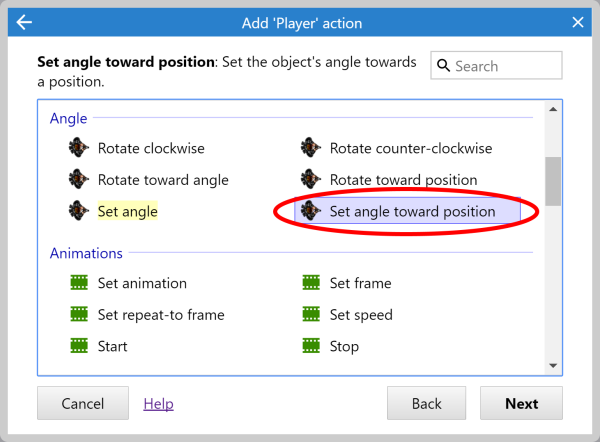 Add 'Player' action
Set angle toward position: Set the object's angle towards
a position.
Search
Angle
Rotate clockwise Rotate counter-clockwise
Rotate toward angle Rotate toward position
Set angle Set angle toward position
Animations
Set animation Set frame
Set repeat-to frame Set speed
Start Stop
Cancel Help Back Next